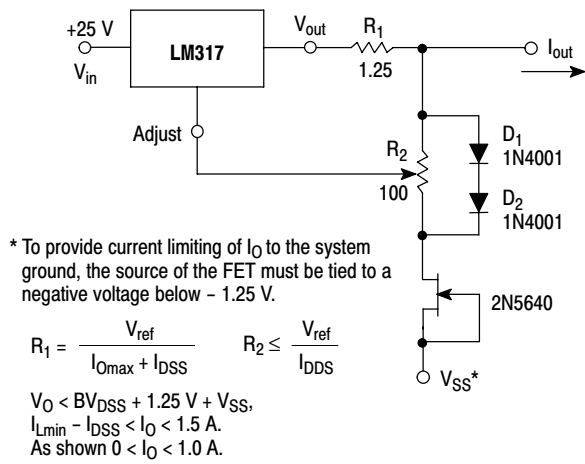 +25 V
V_in
LM317
V_out
R_1
1.25
I_out
Adjust
R_2
100
D_1
1N4001
D_2
1N4001
* To provide current limiting of I_O to the system
ground, the source of the FET must be tied to a
negative voltage below – 1.25 V.
2N5640
R_1 = V_ref / I_Omax + I_DSS
R_2 ≤ V_ref / I_DDS
V_SS*
V_O < BV_DSS + 1.25 V + V_SS,
I_Lmin – I_DSS < I_O < 1.5 A.
As shown 0 < I_O < 1.0 A.